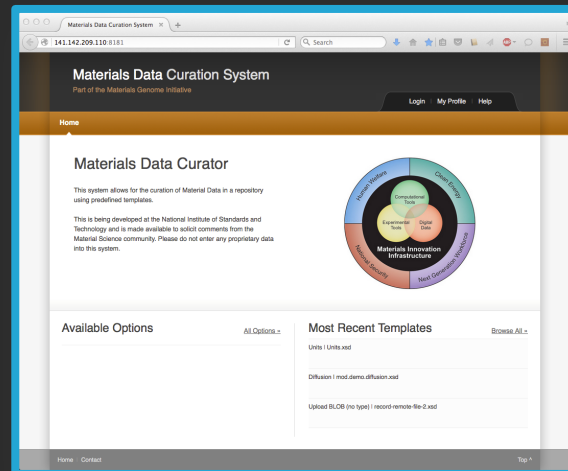 Materials Data Curation System
141.142.209.110:8181
Search
Materials Data Curation System
Part of the Materials Genome Initiative
Login
My Profile
Help
Home
Materials Data Curator
This system allows for the curation of Material Data in a repository
using predefined templates.
This is being developed at the National Institute of Standards and
Technology and is made available to solicit comments from the
Material Science community. Please do not enter any proprietary data
into this system.
Human Welfare
Clean Energy
Computational
Tools
Experimental
Tools
Digital
Data
Materials Innovation
Infrastructure
National Security
Next Generation Workforce
Available Options
All Options »
Most Recent Templates
Browse All »
Units | Units.xsd
Diffusion | mod.demo.diffusion.xsd
Upload BLOB (no type) | record-remote-file-2.xsd
Home
Contact
Top ^